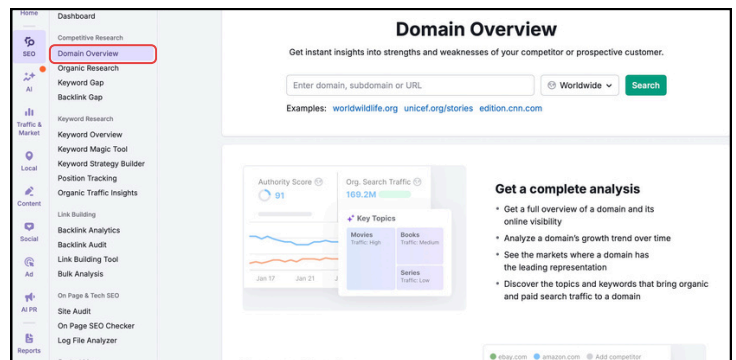 Home
SEO
AI
Traffic &
Market
Local
Content
Social
Ad
AI PR
Reports
Dashboard
Competitive Research
Domain Overview
Organic Research
Keyword Gap
Backlink Gap
Keyword Research
Keyword Overview
Keyword Magic Tool
Keyword Strategy Builder
Position Tracking
Organic Traffic Insights
Link Building
Backlink Analytics
Backlink Audit
Link Building Tool
Bulk Analysis
On Page & Tech SEO
Site Audit
On Page SEO Checker
Log File Analyzer
Domain Overview
Get instant insights into strengths and weaknesses of your competitor or prospective customer.
Enter domain, subdomain or URL
Worldwide
Search
Examples: worldwildlife.org unicef.org/stories edition.cnn.com
Authority Score
91
Org. Search Traffic
169.2M
Key Topics
Movies
Traffic: High
Books
Traffic: Medium
Series
Traffic: Low
Jan 17 Jan 21
Get a complete analysis
• Get a full overview of a domain and its
online visibility
• Analyze a domain's growth trend over time
• See the markets where a domain has
the leading representation
• Discover the topics and keywords that bring organic
and paid search traffic to a domain
ebay.com amazon.com Add competitor